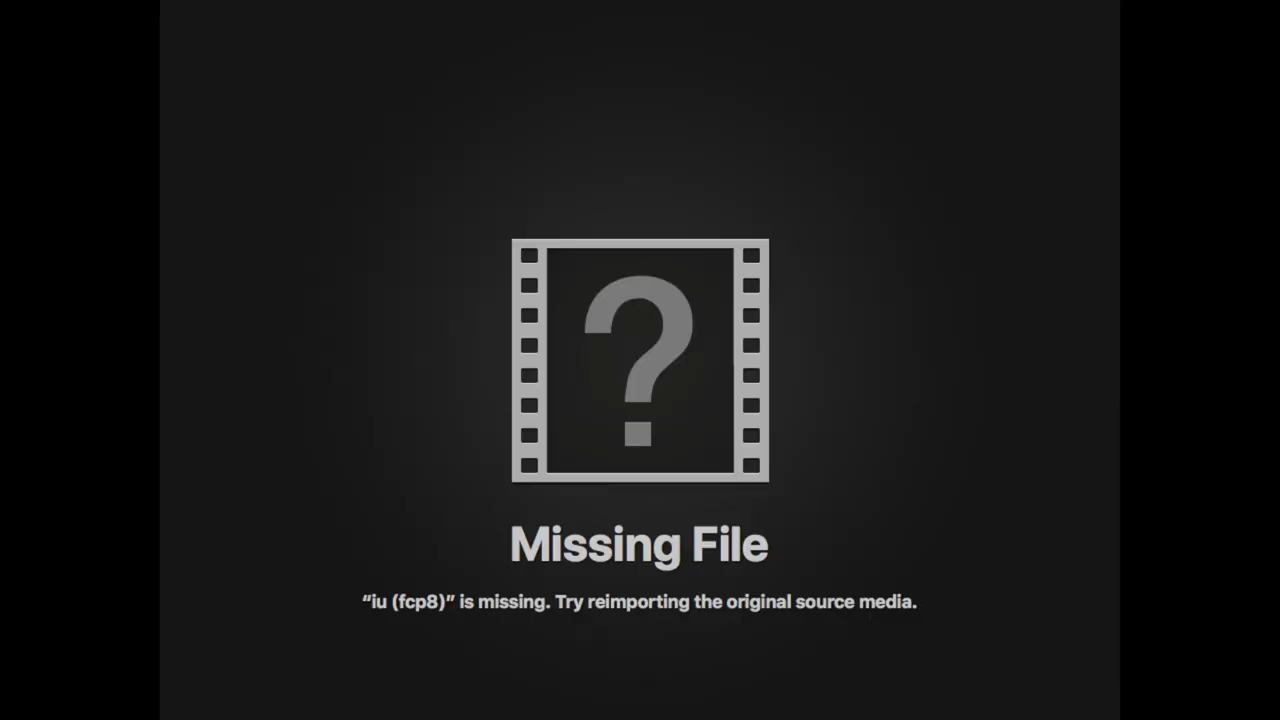 ?
Missing File
“iu (fcp8)” is missing. Try reimporting the original source media.